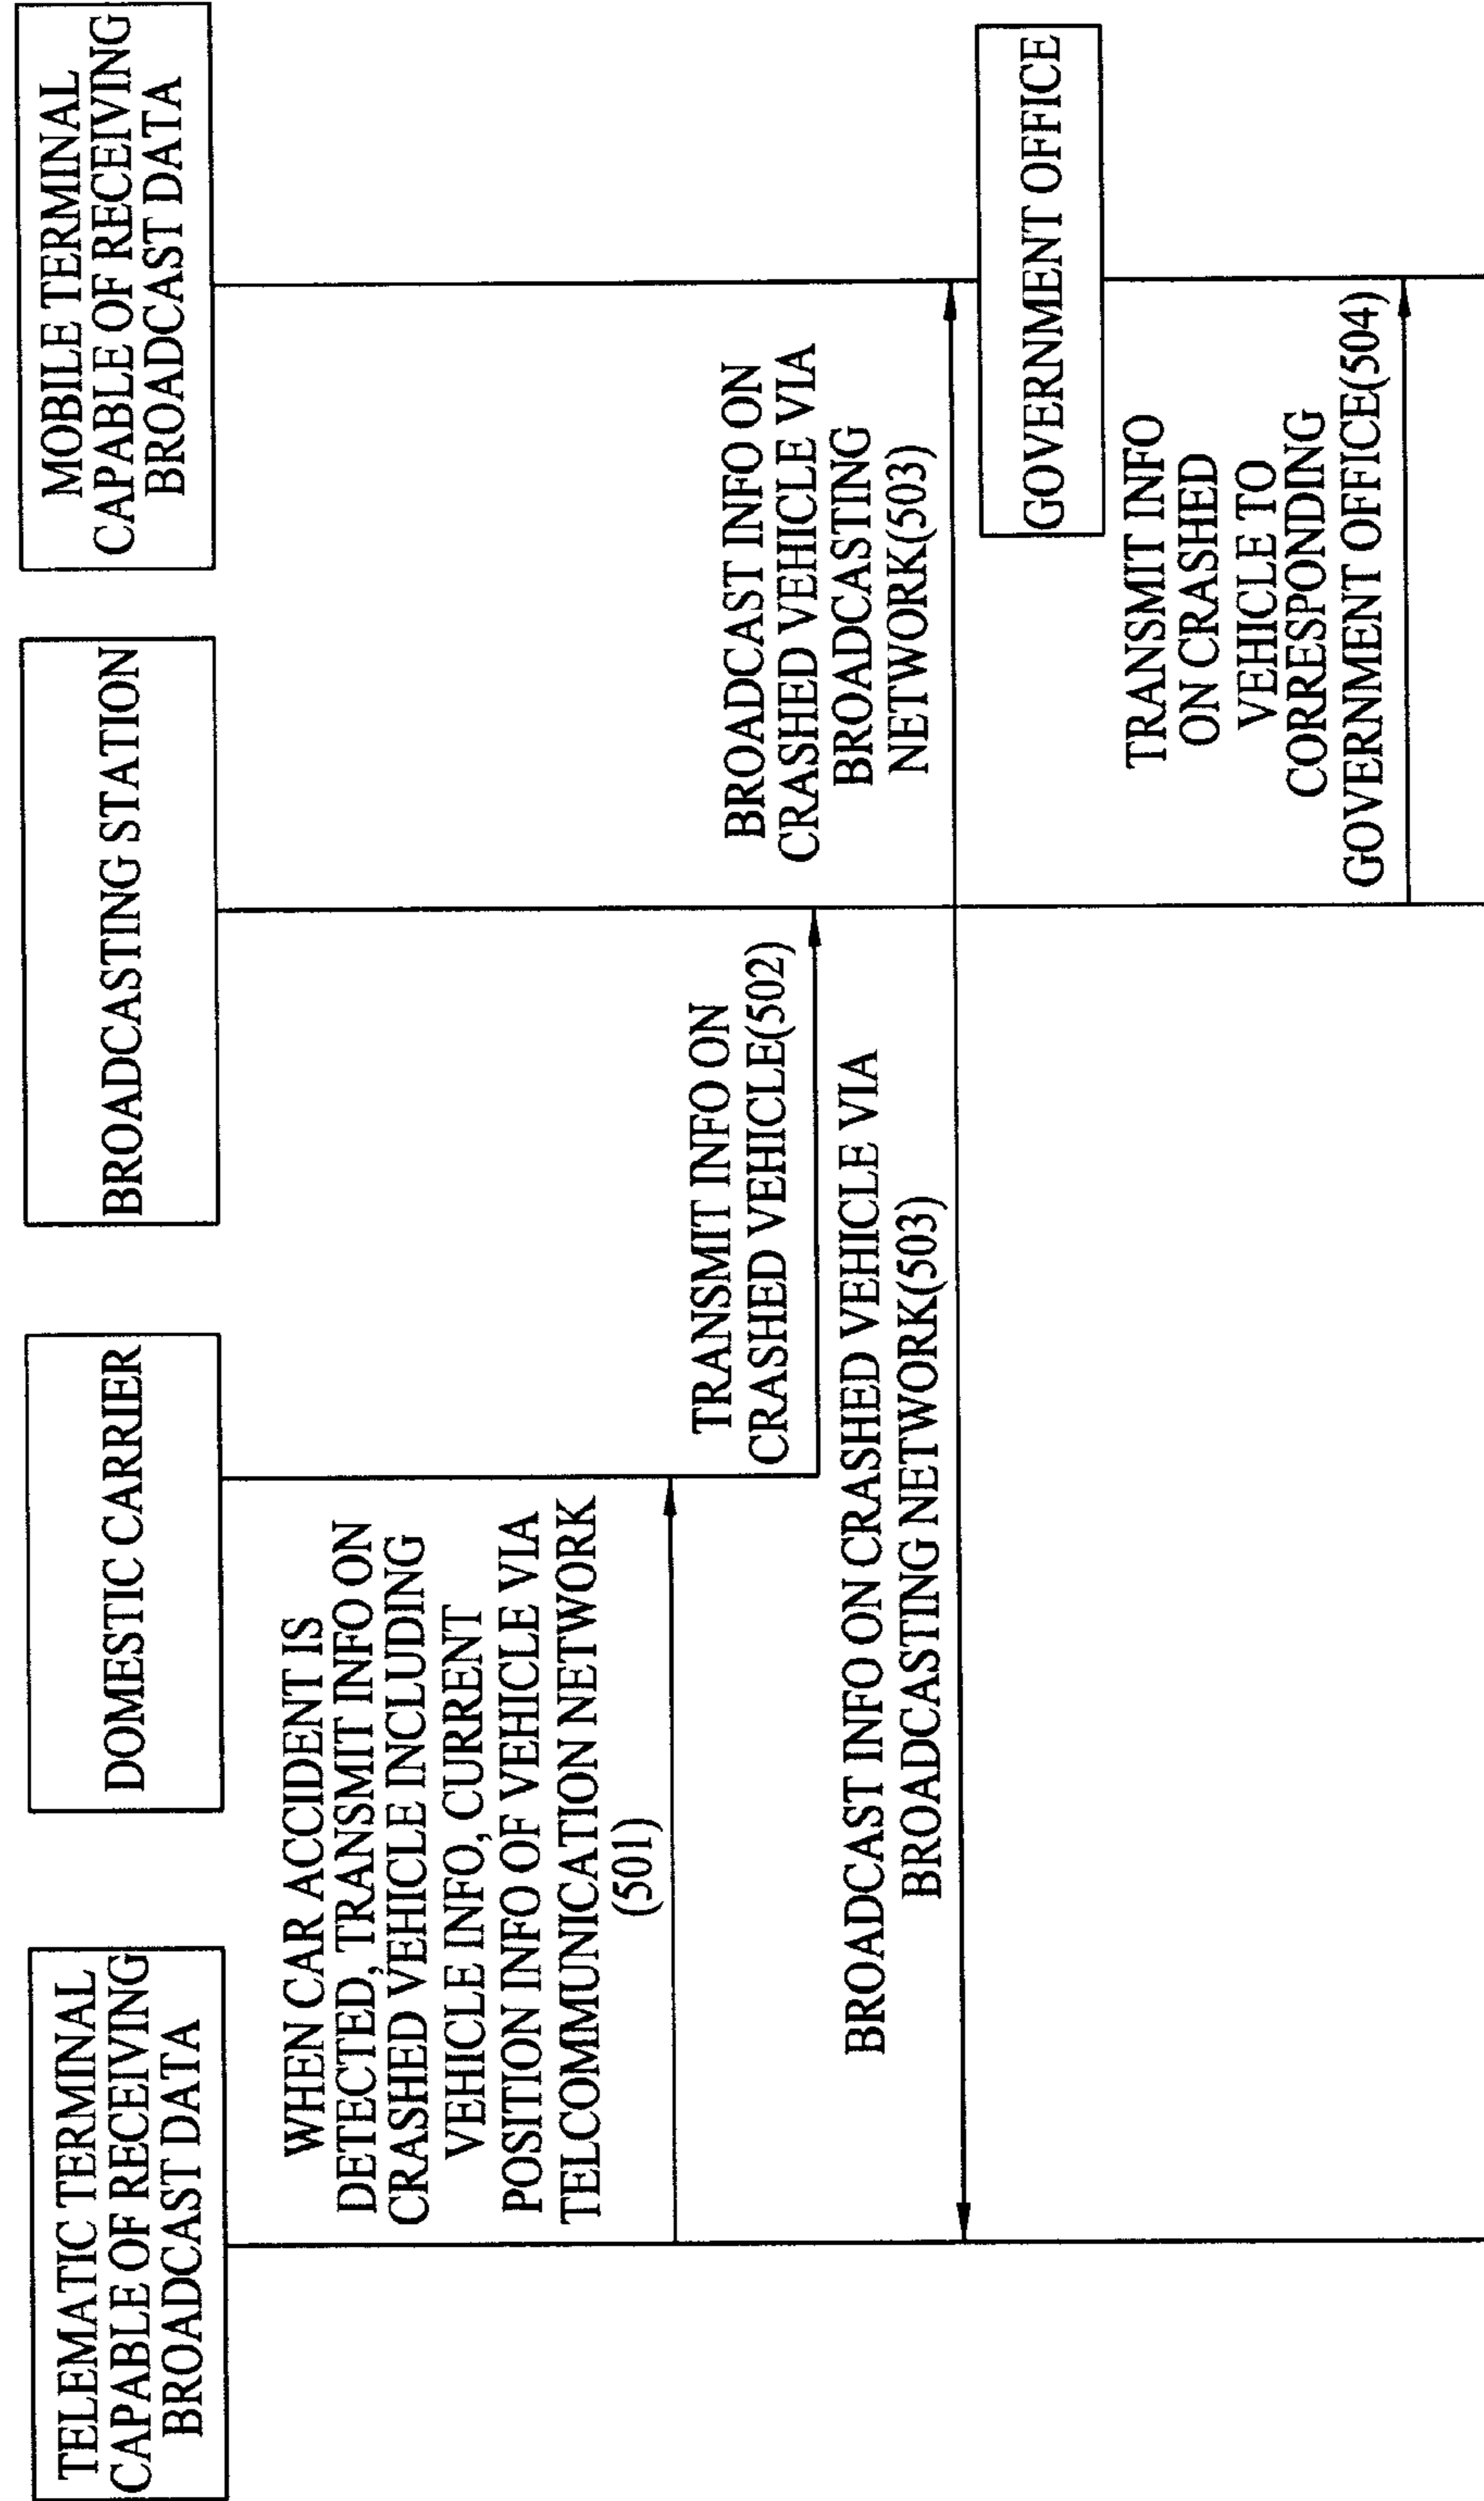 TELEMATIC TERMINAL
CAPABLE OF RECEIVING
BROADCAST DATA
DOMESTIC CARRIER
BROADCASTING STATION
MOBILE TERMINAL
CAPABLE OF RECEIVING
BROADCAST DATA
WHEN CAR ACCIDENT IS
DETECTED, TRANSMIT INFO ON
CRASHED VEHICLE INCLUDING
VEHICLE INFO, CURRENT
POSITION INFO OF VEHICLE VIA
TELCOMMUNICATION NETWORK
(501)
TRANSMIT INFO ON
CRASHED VEHICLE(502)
BROADCAST INFO ON CRASHED VEHICLE VIA
BROADCASTING NETWORK(503)
BROADCAST INFO ON
CRASHED VEHICLE VIA
BROADCASTING
NETWORK(503)
GOVERNMENT OFFICE
TRANSMIT INFO
ON CRASHED
VEHICLE TO
CORRESPONDING
GOVERNMENT OFFICE(504)